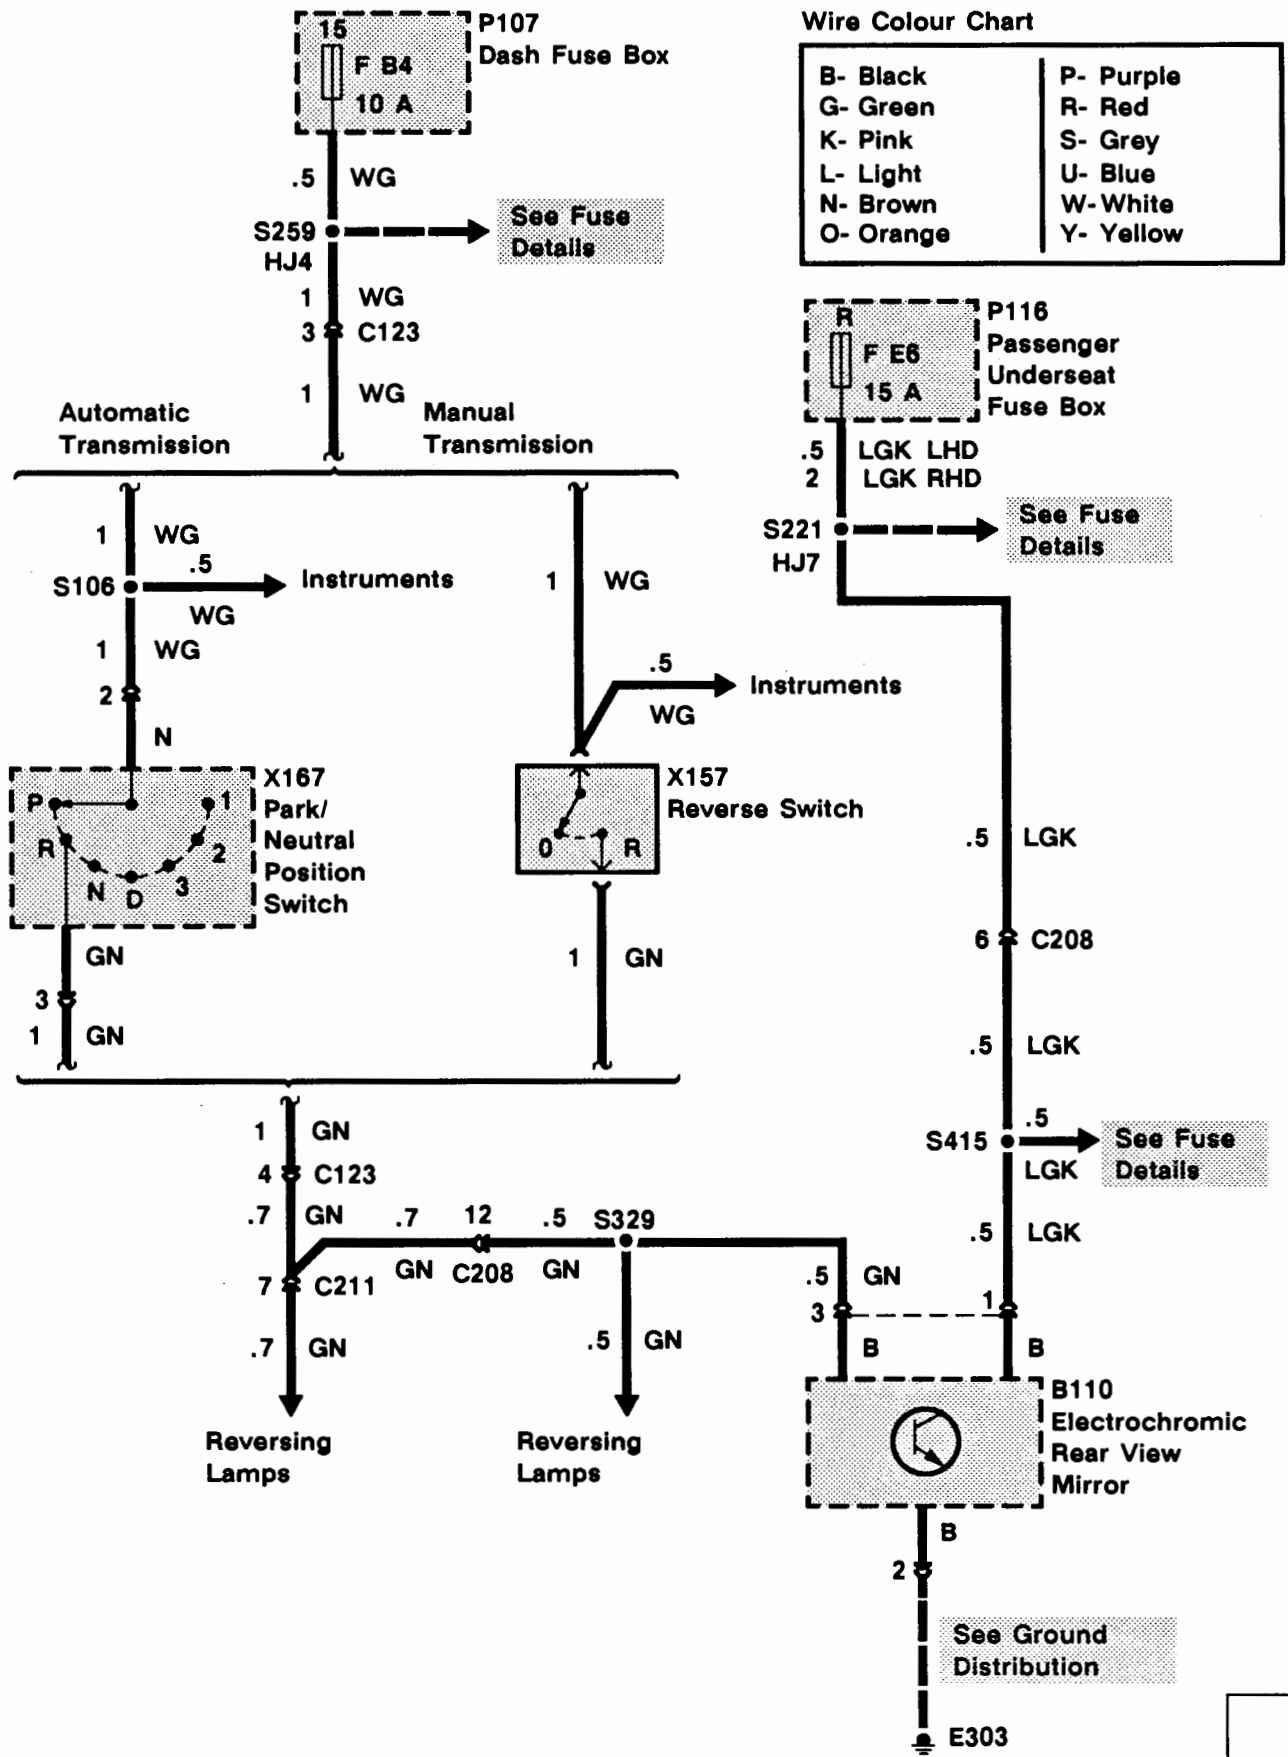 15
F B4
10 A
P107
Dash Fuse Box
Wire Colour Chart
B- Black
G- Green
K- Pink
L- Light
N- Brown
O- Orange
P- Purple
R- Red
S- Grey
U- Blue
W- White
Y- Yellow
.5 WG
S259
HJ4
See Fuse
Details
1 WG
3 C123
1 WG
Automatic
Transmission
Manual
Transmission
R
F E6
15 A
P116
Passenger
Underseat
Fuse Box
.5 LGK LHD
2 LGK RHD
S221
HJ7
See Fuse
Details
1 WG
S106
.5
WG
Instruments
1 WG
2
N
1 WG
.5
WG
Instruments
P
R
N
D
3
2
1
X167
Park/
Neutral
Position
Switch
0 R
X157
Reverse Switch
GN
3
1 GN
1 GN
.5 LGK
6 C208
.5 LGK
S415
.5
LGK
See Fuse
Details
.5 LGK
1 GN
4 C123
.7 GN
.7
GN
12
C208
.5
GN
S329
7 C211
.7 GN
.5 GN
Reversing
Lamps
Reversing
Lamps
.5 GN
3
1
B
B
B110
Electrochromic
Rear View
Mirror
B
2
See Ground
Distribution
E303